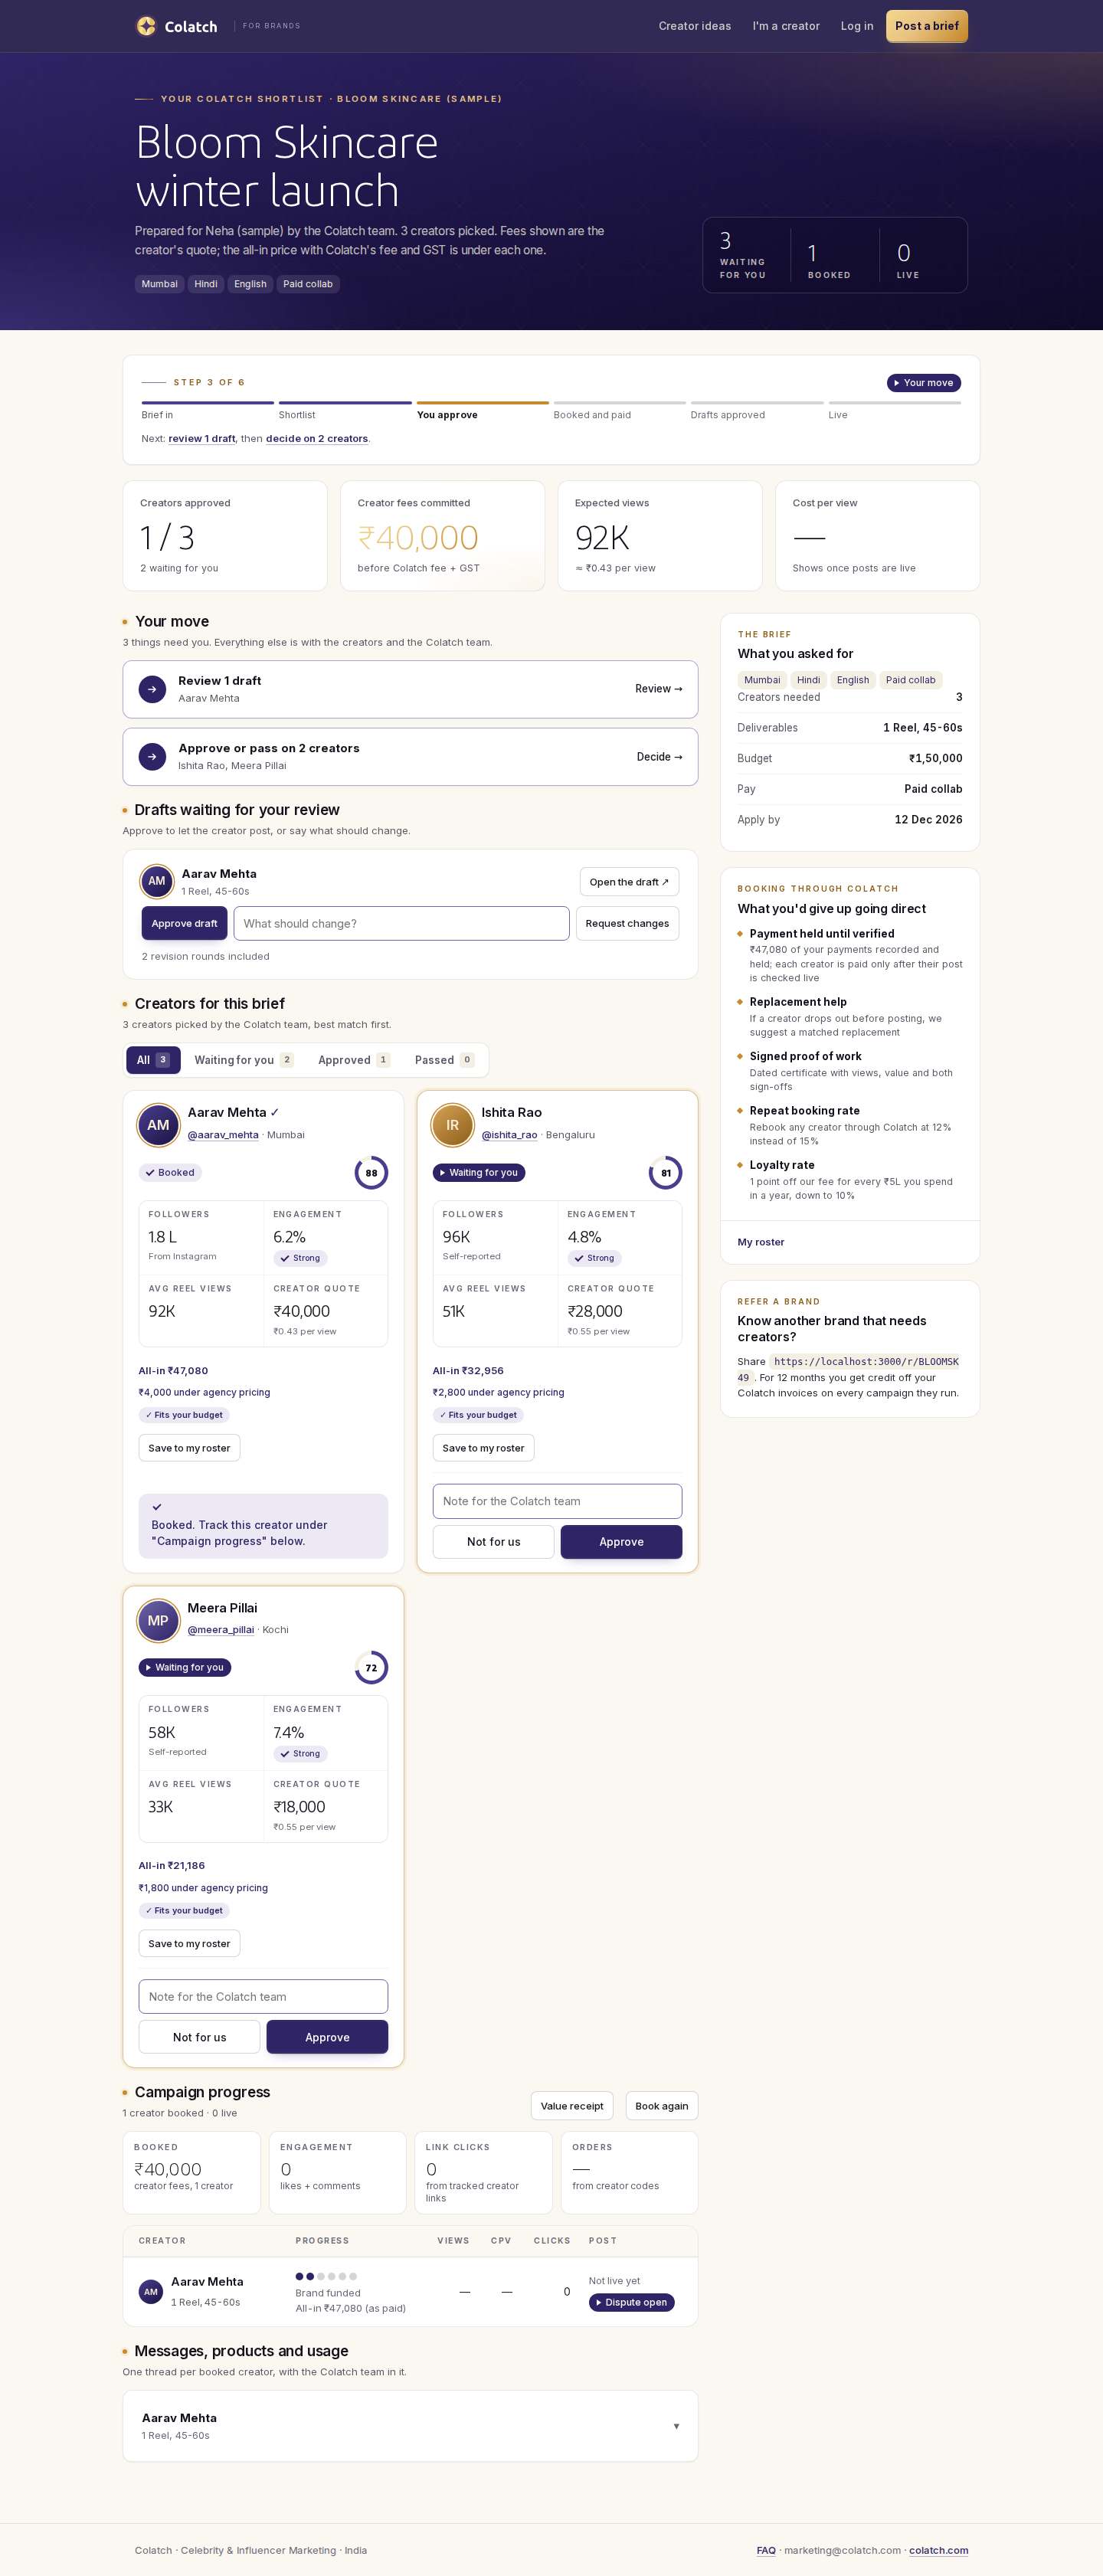 Colatch
FOR BRANDS
Creator ideas
I'm a creator
Log in
Post a brief
YOUR COLATCH SHORTLIST · BLOOM SKINCARE (SAMPLE)
Bloom Skincare
winter launch
Prepared for Neha (sample) by the Colatch team. 3 creators picked. Fees shown are the
creator's quote; the all-in price with Colatch's fee and GST is under each one.
Mumbai Hindi English Paid collab
3
WAITING
FOR YOU
1
BOOKED
0
LIVE
STEP 3 OF 6
Your move
Brief in
Shortlist
You approve
Booked and paid
Drafts approved
Live
Next: review 1 draft, then decide on 2 creators.
Creators approved
1 / 3
2 waiting for you
Creator fees committed
₹40,000
before Colatch fee + GST
Expected views
92K
≈ ₹0.43 per view
Cost per view
—
Shows once posts are live
Your move
3 things need you. Everything else is with the creators and the Colatch team.
Review 1 draft
Aarav Mehta
Review →
Approve or pass on 2 creators
Ishita Rao, Meera Pillai
Decide →
Drafts waiting for your review
Approve to let the creator post, or say what should change.
AM
Aarav Mehta
1 Reel, 45-60s
Open the draft ↗
Approve draft
What should change?
Request changes
2 revision rounds included
Creators for this brief
3 creators picked by the Colatch team, best match first.
All 3
Waiting for you 2
Approved 1
Passed 0
AM
Aarav Mehta ✓
@aarav_mehta · Mumbai
Booked
88
FOLLOWERS
1.8 L
From Instagram
ENGAGEMENT
6.2%
Strong
AVG REEL VIEWS
92K
CREATOR QUOTE
₹40,000
₹0.43 per view
All-in ₹47,080
₹4,000 under agency pricing
✓ Fits your budget
Save to my roster
Booked. Track this creator under
"Campaign progress" below.
IR
Ishita Rao
@ishita_rao · Bengaluru
Waiting for you
81
FOLLOWERS
96K
Self-reported
ENGAGEMENT
4.8%
Strong
AVG REEL VIEWS
51K
CREATOR QUOTE
₹28,000
₹0.55 per view
All-in ₹32,956
₹2,800 under agency pricing
✓ Fits your budget
Save to my roster
Note for the Colatch team
Not for us
Approve
MP
Meera Pillai
@meera_pillai · Kochi
Waiting for you
72
FOLLOWERS
58K
Self-reported
ENGAGEMENT
7.4%
Strong
AVG REEL VIEWS
33K
CREATOR QUOTE
₹18,000
₹0.55 per view
All-in ₹21,186
₹1,800 under agency pricing
✓ Fits your budget
Save to my roster
Note for the Colatch team
Not for us
Approve
Campaign progress
1 creator booked · 0 live
Value receipt
Book again
BOOKED
₹40,000
creator fees, 1 creator
ENGAGEMENT
0
likes + comments
LINK CLICKS
0
from tracked creator
links
ORDERS
—
from creator codes
CREATOR PROGRESS VIEWS CPV CLICKS POST
AM
Aarav Mehta
1 Reel, 45-60s
Brand funded
All-in ₹47,080 (as paid)
— — 0
Not live yet
Dispute open
Messages, products and usage
One thread per booked creator, with the Colatch team in it.
Aarav Mehta
1 Reel, 45-60s
THE BRIEF
What you asked for
Mumbai Hindi English Paid collab
Creators needed 3
Deliverables 1 Reel, 45-60s
Budget ₹1,50,000
Pay Paid collab
Apply by 12 Dec 2026
BOOKING THROUGH COLATCH
What you'd give up going direct
Payment held until verified
₹47,080 of your payments recorded and
held; each creator is paid only after their post
is checked live
Replacement help
If a creator drops out before posting, we
suggest a matched replacement
Signed proof of work
Dated certificate with views, value and both
sign-offs
Repeat booking rate
Rebook any creator through Colatch at 12%
instead of 15%
Loyalty rate
1 point off our fee for every ₹5L you spend
in a year, down to 10%
My roster
REFER A BRAND
Know another brand that needs
creators?
Share https://localhost:3000/r/BLOOMSK
49 . For 12 months you get credit off your
Colatch invoices on every campaign they run.
Colatch · Celebrity & Influencer Marketing · India
FAQ · marketing@colatch.com · colatch.com